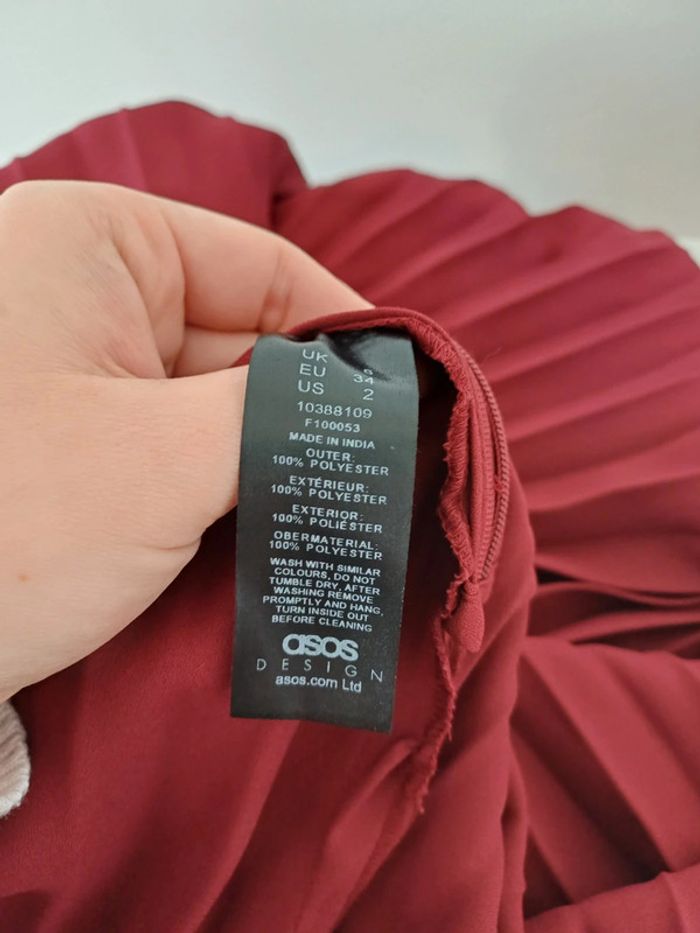 UK
EU 34
US 2
10388109
F100053
MADE IN INDIA
OUTER:
100% POLYESTER
EXTÉRIEUR:
100% POLYESTER
EXTERIOR:
100% POLIÉSTER
OBERMATERIAL:
100% POLYESTER
WASH WITH SIMILAR
COLOURS, DO NOT
TUMBLE DRY, AFTER
WASHING REMOVE
PROMPTLY AND HANG,
TURN INSIDE OUT
BEFORE CLEANING
asos
DESIGN
asos.com Ltd